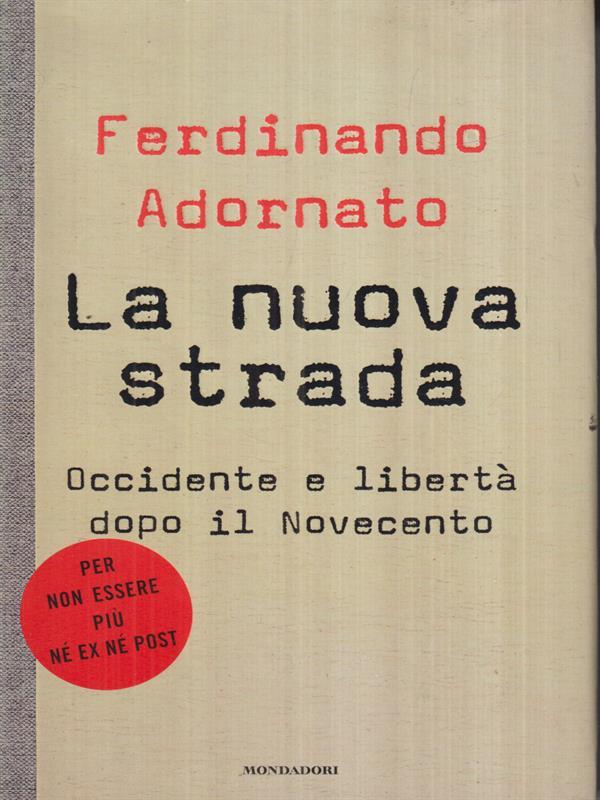 Ferdinando
Adornato
La nuova
strada
Occidente e libertà
dopo il Novecento
PER
NON ESSERE
PIÙ
NÉ EX NÉ POST
MONDADORI